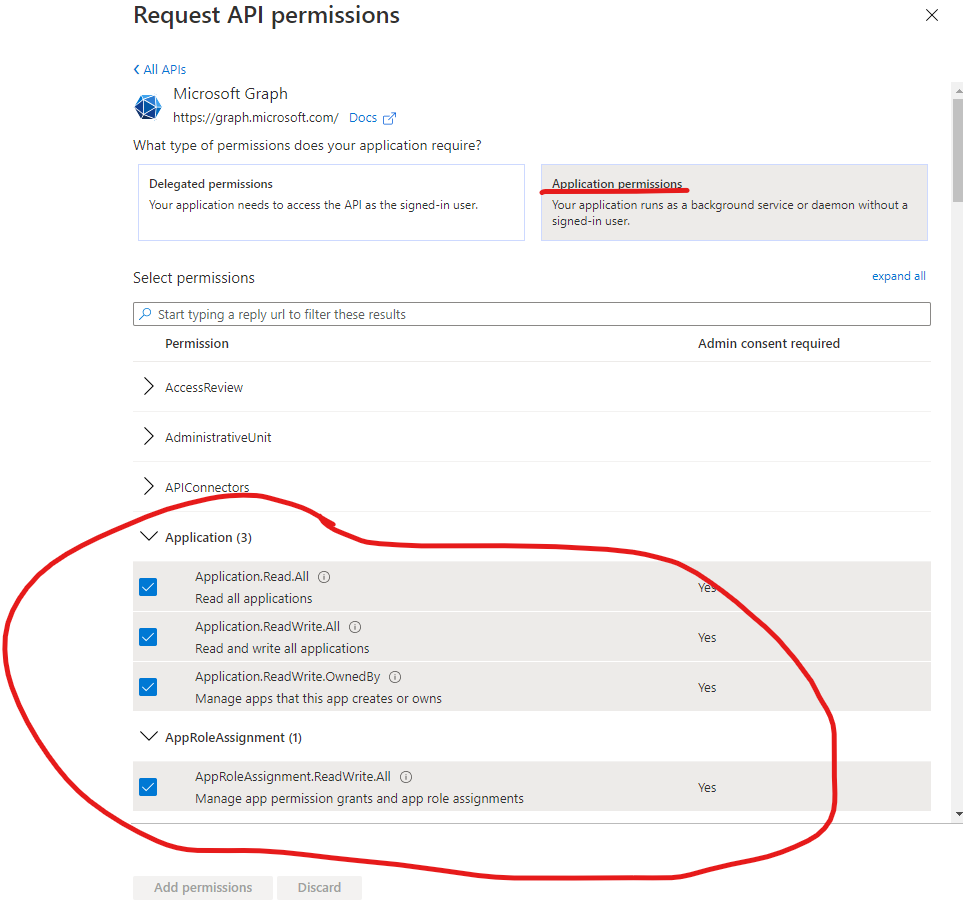 Request API permissions
All APIs
Microsoft Graph
https://graph.microsoft.com/ Docs
What type of permissions does your application require?
Delegated permissions
Your application needs to access the API as the signed-in user.
Application permissions
Your application runs as a background service or daemon without a
signed-in user.
Select permissions
expand all
Start typing a reply url to filter these results
Permission
Admin consent required
AccessReview
AdministrativeUnit
APIConnectors
Application (3)
Application.Read.All
Read all applications
Yes
Application.ReadWrite.All
Read and write all applications
Yes
Application.ReadWrite.OwnedBy
Manage apps that this app creates or owns
Yes
AppRoleAssignment (1)
AppRoleAssignment.ReadWrite.All
Manage app permission grants and app role assignments
Yes
Add permissions
Discard